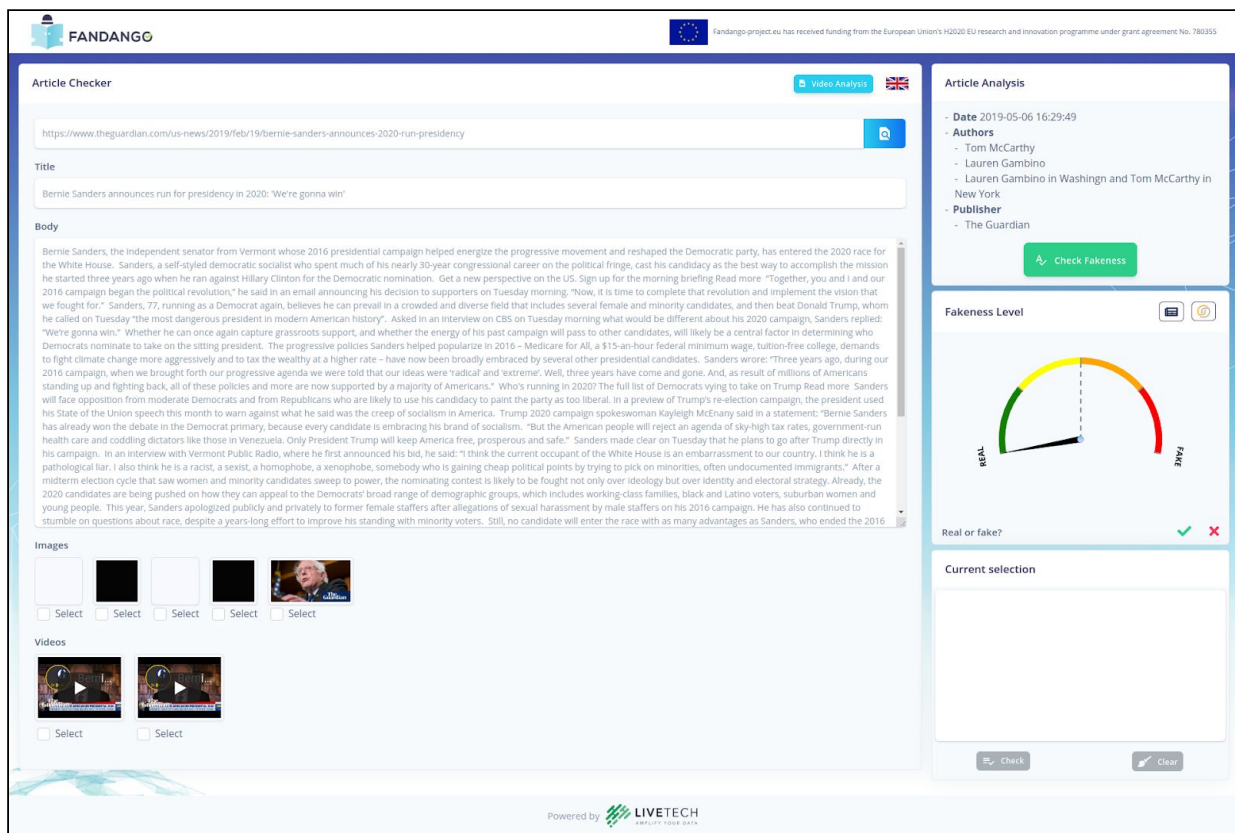 FANDANGO
Fandango-project.eu has received funding from the European Union's H2020 EU research and innovation programme under grant agreement No. 780355
Article Checker
Video Analysis
https://www.theguardian.com/us-news/2019/feb/19/bernie-sanders-announces-2020-run-presidency
Title
Bernie Sanders announces run for presidency in 2020: 'We're gonna win'
Body
Bernie Sanders, the independent senator from Vermont whose 2016 presidential campaign helped energize the progressive movement and reshaped the Democratic party, has entered the 2020 race for
the White House. Sanders, a self-styled democratic socialist who spent much of his nearly 30-year congressional career on the political fringe, cast his candidacy as the best way to accomplish the mission
he started three years ago when he ran against Hillary Clinton for the Democratic nomination. Get a new perspective on the US. Sign up for the morning briefing Read more "Together, you and I and our
2016 campaign began the political revolution," he said in an email announcing his decision to supporters on Tuesday morning. "Now, it is time to complete that revolution and implement the vision that
we fought for." Sanders, 77, running as a Democrat again, believes he can prevail in a crowded and diverse field that includes several female and minority candidates, and then beat Donald Trump, whom
he called on Tuesday "the most dangerous president in modern American history". Asked in an interview on CBS on Tuesday morning what would be different about his 2020 campaign, Sanders replied:
"We're gonna win." Whether he can once again capture grassroots support, and whether the energy of his past campaign will pass to other candidates, will likely be a central factor in determining who
Democrats nominate to take on the sitting president. The progressive policies Sanders helped popularize in 2016 – Medicare for All, a $15-an-hour federal minimum wage, tuition-free college, demands
to fight climate change more aggressively and to tax the wealthy at a higher rate – have now been broadly embraced by several other presidential candidates. Sanders wrote: "Three years ago, during our
2016 campaign, when we brought forth our progressive agenda we were told that our ideas were 'radical' and 'extreme'. Well, three years have come and gone. And, as result of millions of Americans
standing up and fighting back, all of these policies and more are now supported by a majority of Americans." Who's running in 2020? The full list of Democrats vying to take on Trump Read more Sanders
will face opposition from moderate Democrats and from Republicans who are likely to use his candidacy to paint the party as too liberal. In a preview of Trump's re-election campaign, the president used
his State of the Union speech this month to warn against what he said was the creep of socialism in America. Trump 2020 campaign spokeswoman Kayleigh McEnany said in a statement: "Bernie Sanders
has already won the debate in the Democrat primary, because every candidate is embracing his brand of socialism. "But the American people will reject an agenda of sky-high tax rates, government-run
health care and coddling dictators like those in Venezuela. Only President Trump will keep America free, prosperous and safe." Sanders made clear on Tuesday that he plans to go after Trump directly in
his campaign. In an interview with Vermont Public Radio, where he first announced his bid, he said: "I think the current occupant of the White House is an embarrassment to our country. I think he is a
pathological liar. I also think he is a racist, a sexist, a homophobe, a xenophobe, somebody who is gaining cheap political points by trying to pick on minorities, often undocumented immigrants." After a
midterm election cycle that saw women and minority candidates sweep to power, the nominating contest is likely to be fought not only over ideology but over identity and electoral strategy. Already, the
2020 candidates are being pushed on how they can appeal to the Democrats' broad range of demographic groups, which includes working-class families, black and Latino voters, suburban women and
young people. This year, Sanders apologized publicly and privately to former female staffers after allegations of sexual harassment by male staffers on his 2016 campaign. He has also continued to
stumble on questions about race, despite a years-long effort to improve his standing with minority voters. Still, no candidate will enter the race with as many advantages as Sanders, who ended the 2016
Images
The Guardian
Select
Select
Select
Select
Select
Videos
Berni...
Berni...
Select
Select
Article Analysis
- Date 2019-05-06 16:29:49
- Authors
- Tom McCarthy
- Lauren Gambino
- Lauren Gambino in Washingn and Tom McCarthy in
New York
- Publisher
- The Guardian
Check Fakeness
Fakeness Level
REAL
FAKE
Real or fake?
Current selection
Check
Clear
Powered by LIVETECH
AMPLIFY YOUR DATA